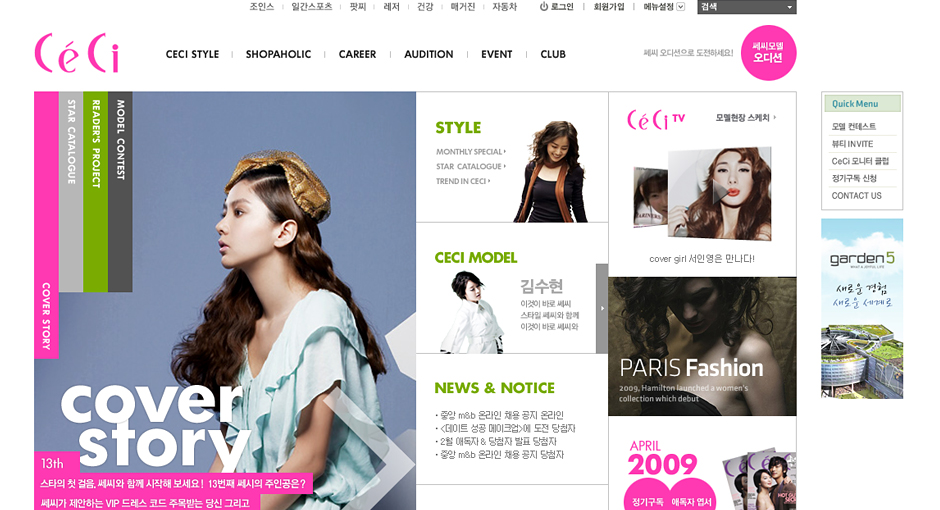 조인스 일간스포츠 팟찌 레저 건강 매거진 자동차 로그인 회원가입 메뉴설정 검색
CéCi
CECI STYLE SHOPAHOLIC CAREER AUDITION EVENT CLUB
쎄씨 오디션으로 도전하세요!
쎄씨모델
오디션
COVER STORY
STAR CATALOGUE
READER'S PROJECT
MODEL CONTEST
cover
story
13th
스타의 첫 걸음, 쎄씨와 함께 시작해 보세요! 13번째 쎄시의 주인공은?
쎄씨가 제안하는 VIP 드레스 코드 주목받는 당신 그리고
STYLE
MONTHLY SPECIAL
STAR CATALOGUE
TREND IN CECI
CECI MODEL
김수현
이것이 바로 쎄씨
스타일 쎄씨와 함께
이것이 바로 쎄씨와
NEWS & NOTICE
· 중앙 m&b 온라인 채용 공지 온라인
· <데이트 성공 메이크업>에 도전 당첨자
· 2월 애독자 & 당첨자 발표 당첨자
· 중앙 m&b 온라인 채용 공지 당첨자
CéCi TV
모델현장 스케치
cover girl 서인영은 만나다!
PARIS Fashion
2009, Hamilton launched a women's
collection which debut
APRIL
2009
정기구독 애독자 엽서
Quick Menu
모델 컨테스트
뷰티 INVITE
CeCi 모니터 클럽
정기구독 신청
CONTACT US
garden5
새로운 경험
새로운 세계로